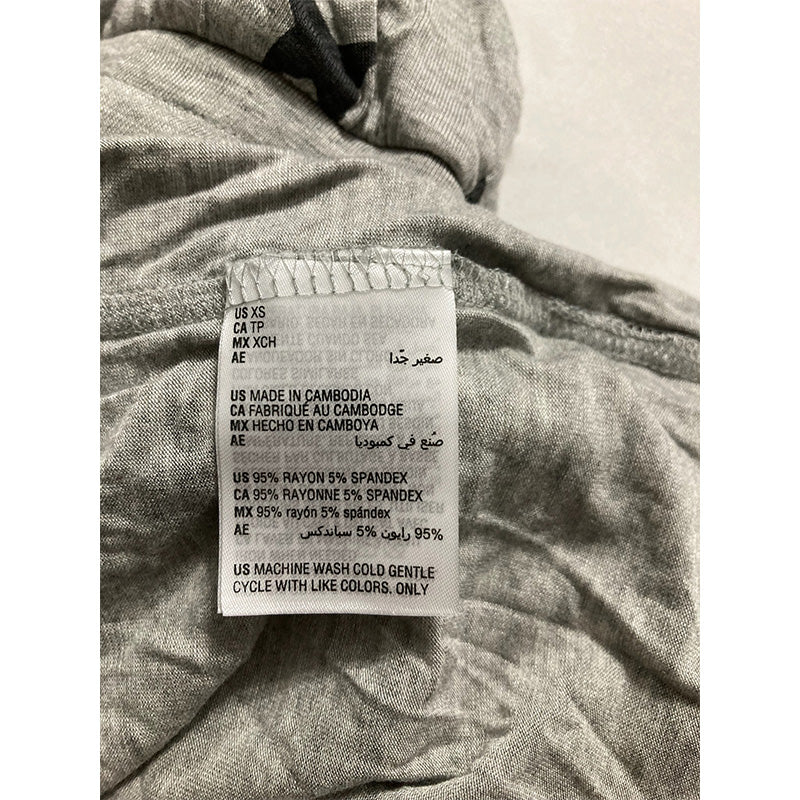 US XS
CA TP
MX XCH
AE صغير جّدا
US MADE IN CAMBODIA
CA FABRIQUÉ AU CAMBODGE
MX HECHO EN CAMBOYA
AE صُنع في كمبوديا
US 95% RAYON 5% SPANDEX
CA 95% RAYONNE 5% SPANDEX
MX 95% rayón 5% spándex
AE 95% رايون 5% سباندكس
US MACHINE WASH COLD GENTLE
CYCLE WITH LIKE COLORS. ONLY